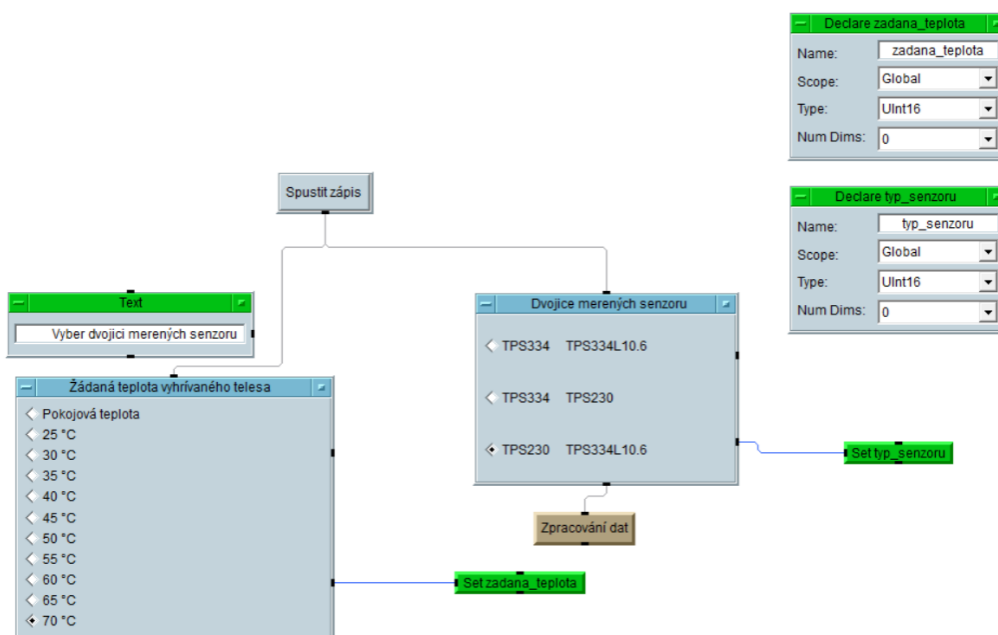 Declare zadana_teplota
Name: zadana_teplota
Scope: Global
Type: UInt16
Num Dims: 0
Spustit zápis
Declare typ_senzoru
Name: typ_senzoru
Scope: Global
Type: UInt16
Num Dims: 0
Text
Vyber dvojici merených senzoru
Dvojice merených senzoru
TPS334 TPS334L10.6
TPS334 TPS230
TPS230 TPS334L10.6
Set typ_senzoru
Zpracování dat
Žádaná teplota vyhrívaného telesa
Pokojová teplota
25 °C
30 °C
35 °C
40 °C
45 °C
50 °C
55 °C
60 °C
65 °C
70 °C
Set zadana_teplota